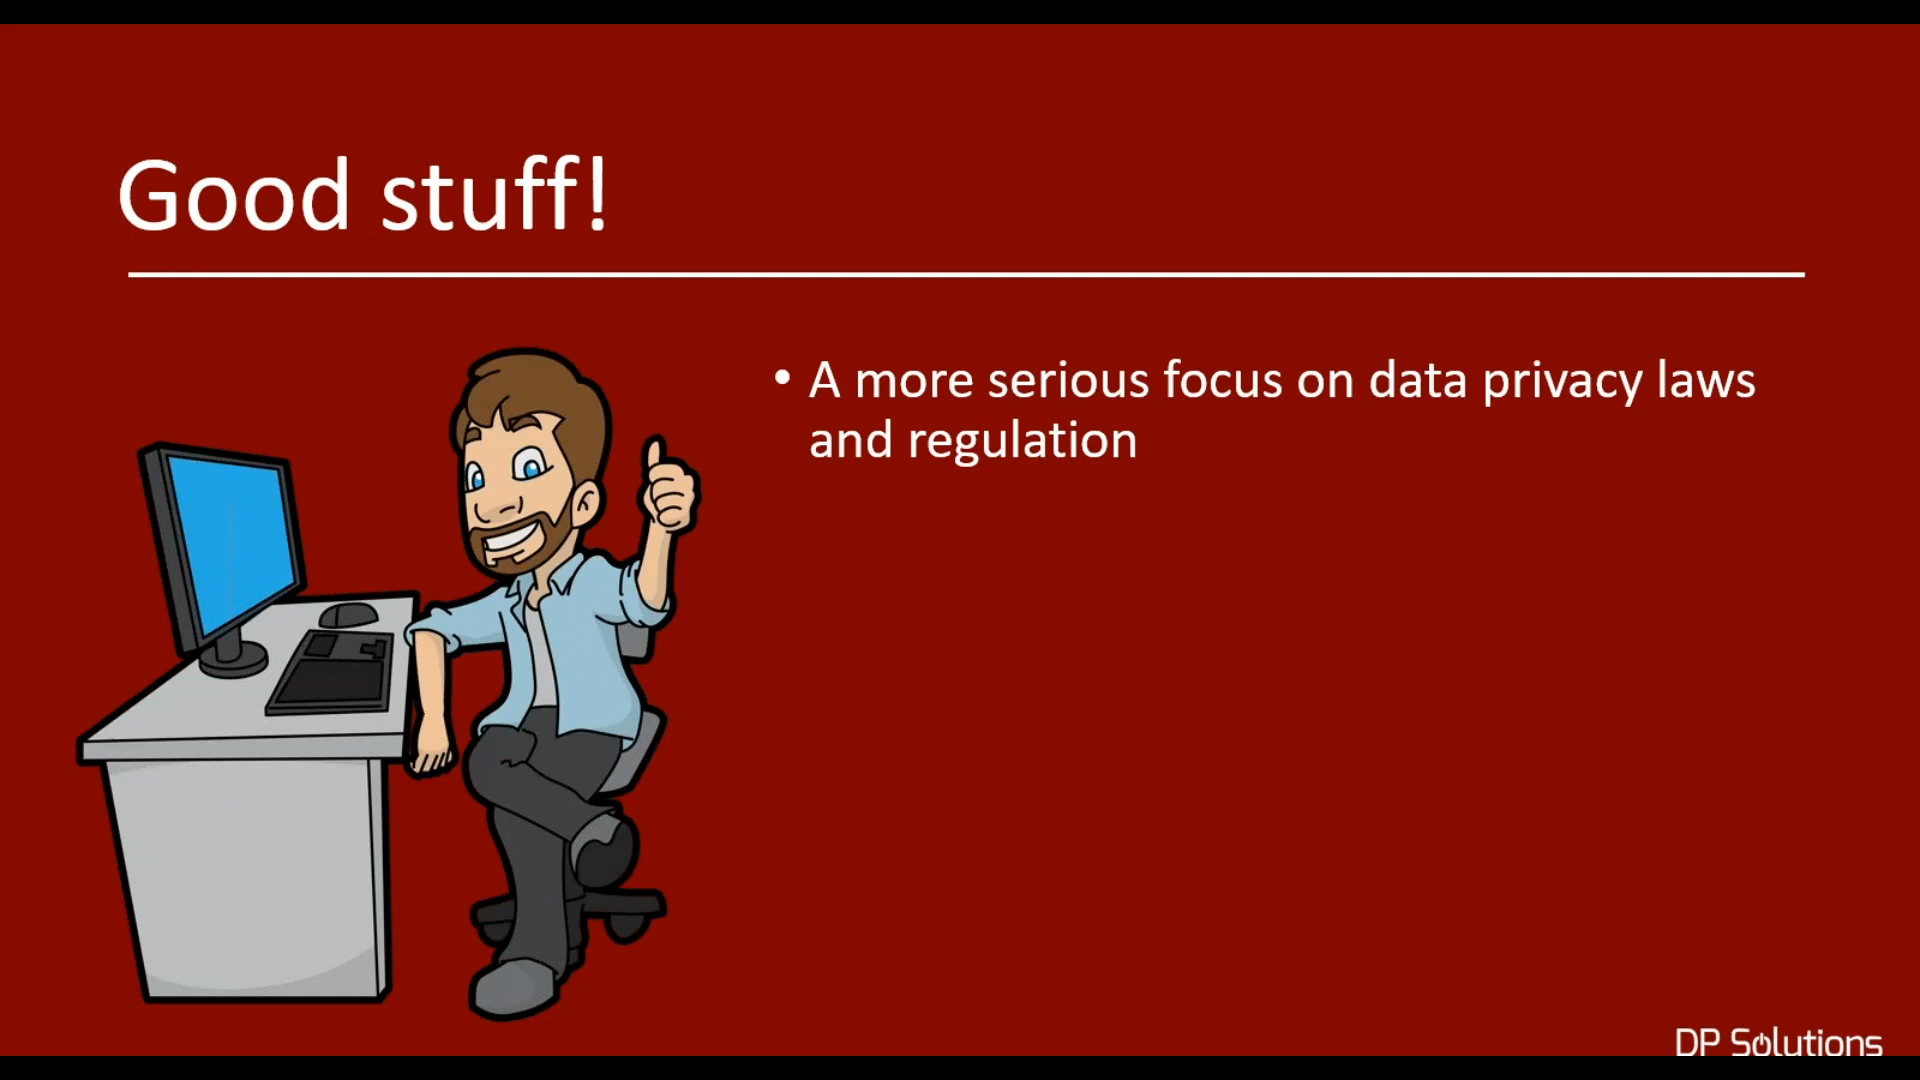 Good stuff!
• A more serious focus on data privacy laws
and regulation
DP Solutions